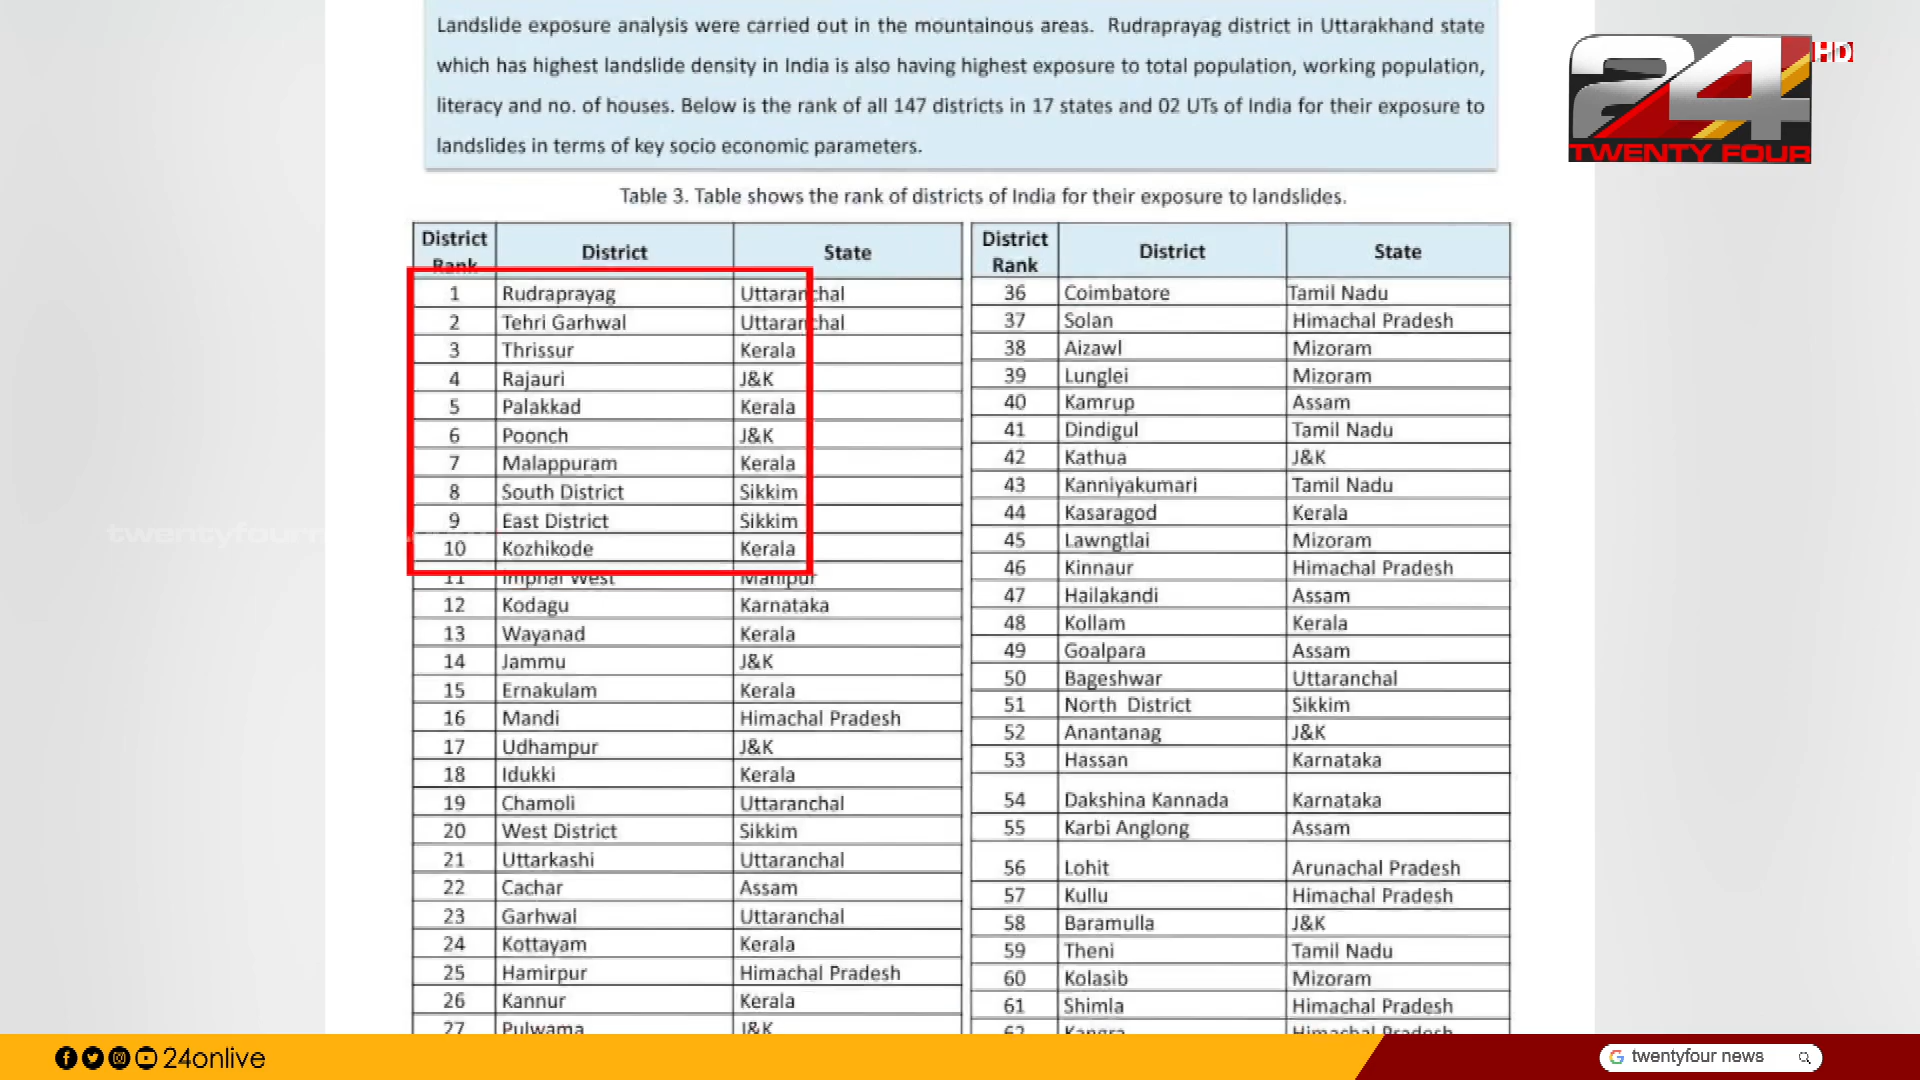 Landslide exposure analysis were carried out in the mountainous areas. Rudraprayag district in Uttarakhand state
which has highest landslide density in India is also having highest exposure to total population, working population,
literacy and no. of houses. Below is the rank of all 147 districts in 17 states and 02 UTs of India for their exposure to
landslides in terms of key socio economic parameters.
24
HD
TWENTY FOUR
Table 3. Table shows the rank of districts of India for their exposure to landslides.
District Rank District State
1 Rudraprayag Uttaranchal
2 Tehri Garhwal Uttaranchal
3 Thrissur Kerala
4 Rajauri J&K
5 Palakkad Kerala
6 Poonch J&K
7 Malappuram Kerala
8 South District Sikkim
9 East District Sikkim
10 Kozhikode Kerala
11 Imphal West Manipur
12 Kodagu Karnataka
13 Wayanad Kerala
14 Jammu J&K
15 Ernakulam Kerala
16 Mandi Himachal Pradesh
17 Udhampur J&K
18 Idukki Kerala
19 Chamoli Uttaranchal
20 West District Sikkim
21 Uttarkashi Uttaranchal
22 Cachar Assam
23 Garhwal Uttaranchal
24 Kottayam Kerala
25 Hamirpur Himachal Pradesh
26 Kannur Kerala
27 Pulwama J&K
District Rank District State
36 Coimbatore Tamil Nadu
37 Solan Himachal Pradesh
38 Aizawl Mizoram
39 Lunglei Mizoram
40 Kamrup Assam
41 Dindigul Tamil Nadu
42 Kathua J&K
43 Kanniyakumari Tamil Nadu
44 Kasaragod Kerala
45 Lawngtlai Mizoram
46 Kinnaur Himachal Pradesh
47 Hailakandi Assam
48 Kollam Kerala
49 Goalpara Assam
50 Bageshwar Uttaranchal
51 North District Sikkim
52 Anantanag J&K
53 Hassan Karnataka
54 Dakshina Kannada Karnataka
55 Karbi Anglong Assam
56 Lohit Arunachal Pradesh
57 Kullu Himachal Pradesh
58 Baramulla J&K
59 Theni Tamil Nadu
60 Kolasib Mizoram
61 Shimla Himachal Pradesh
62 Kangra Himachal Pradesh
24onlive
twentyfour news